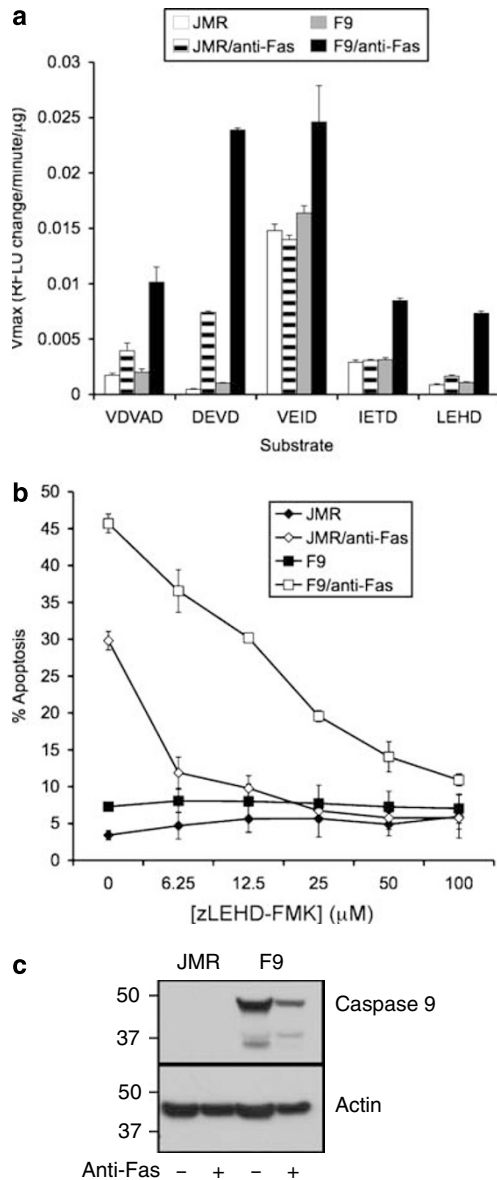 a
JMR
F9
JMR/anti-Fas
F9/anti-Fas
Vmax (RFLU change/minute/μg)
0.03
0.025
0.02
0.015
0.01
0.005
0
VDVAD DEVD VEID IETD LEHD
Substrate
b
JMR
JMR/anti-Fas
F9
F9/anti-Fas
% Apoptosis
50
45
40
35
30
25
20
15
10
5
0
0 6.25 12.5 25 50 100
[zLEHD-FMK] (μM)
c
JMR F9
50
37
Caspase 9
50
37
Actin
Anti-Fas − + − +